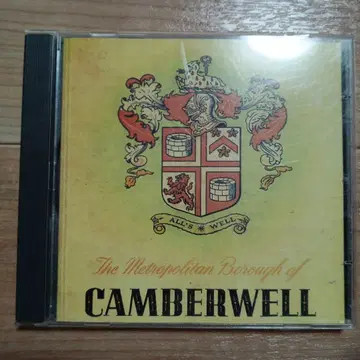 ALL'S WELL
The Metropolitan Borough of
CAMBERWELL